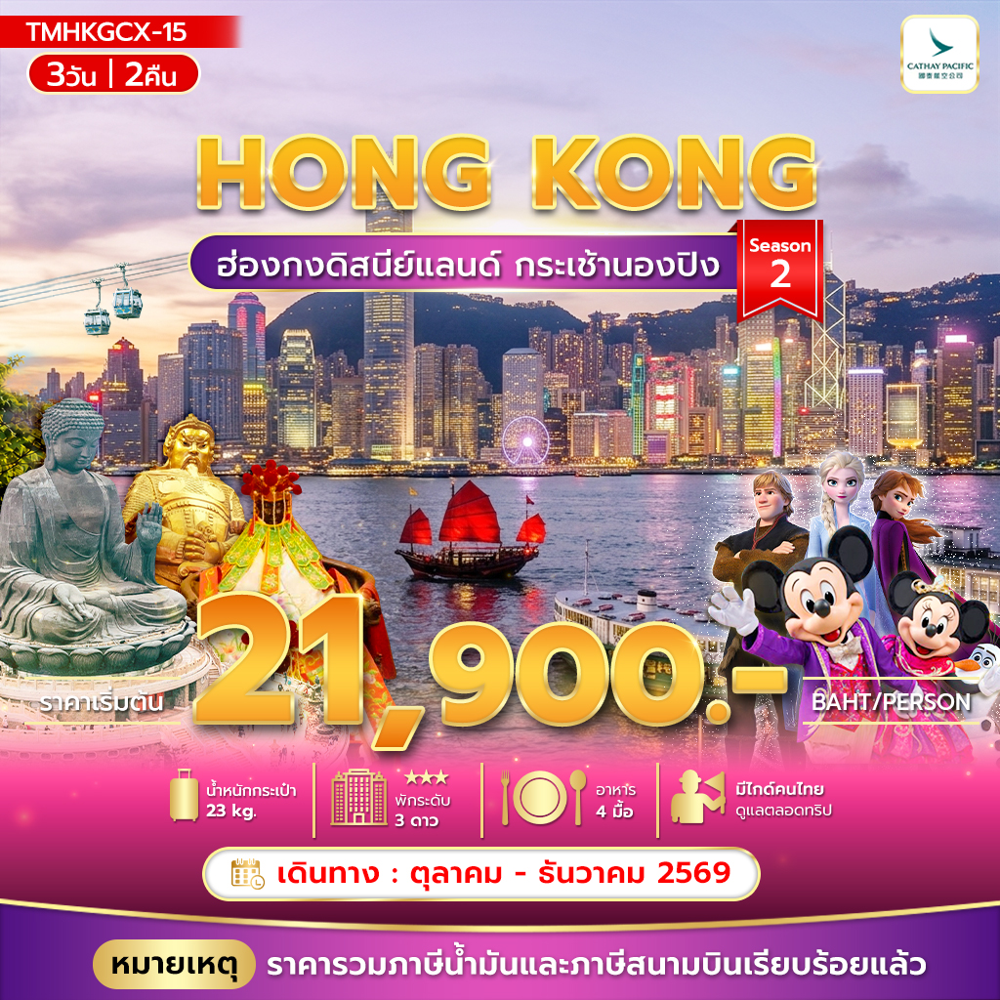 TMHKGCX-15
3วัน | 2คืน
CATHAY PACIFIC
國泰航空公司
HONG KONG
ฮ่องกงดิสนีย์แลนด์ กระเช้านองปิง
Season
2
ราคาเริ่มต้น
21,900.-
BAHT/PERSON
น้ำหนักกระเป๋า
23 kg.
พักระดับ
3 ดาว
อาหาร
4 มื้อ
มีไกด์คนไทย
ดูแลตลอดทริป
เดินทาง : ตุลาคม - ธันวาคม 2569
หมายเหตุ ราคารวมภาษีน้ำมันและภาษีสนามบินเรียบร้อยแล้ว